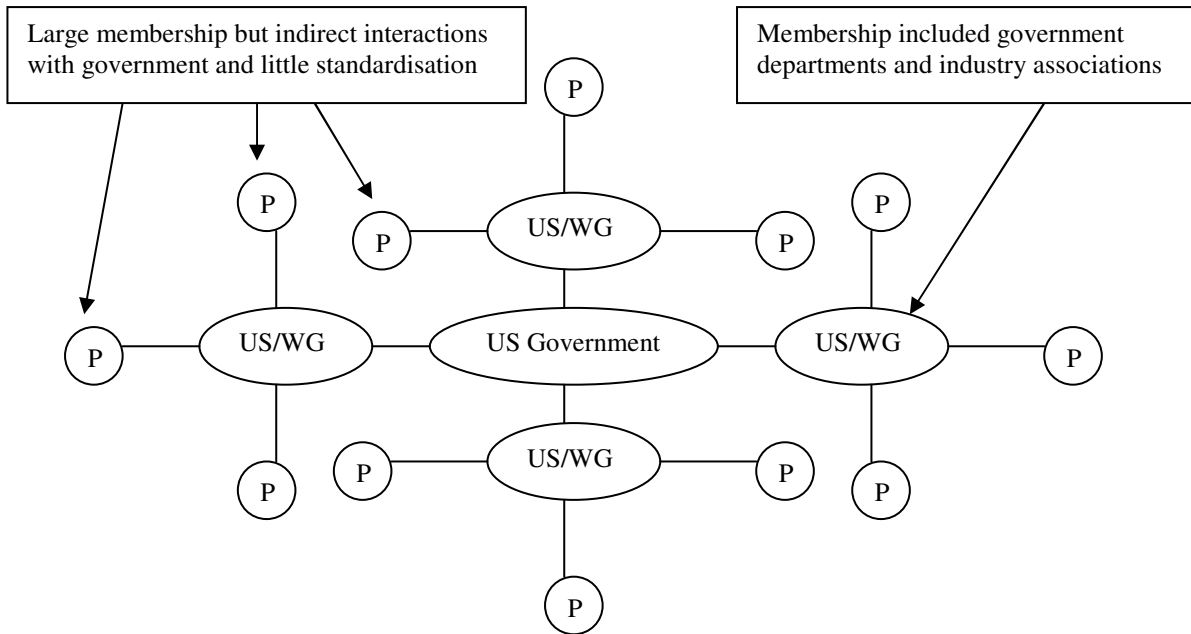 Large membership but indirect interactions
with government and little standardisation
Membership included government
departments and industry associations
P
P
P
US/WG
P
P
P
US/WG
US Government
US/WG
P
P
US/WG
P
P
P
P